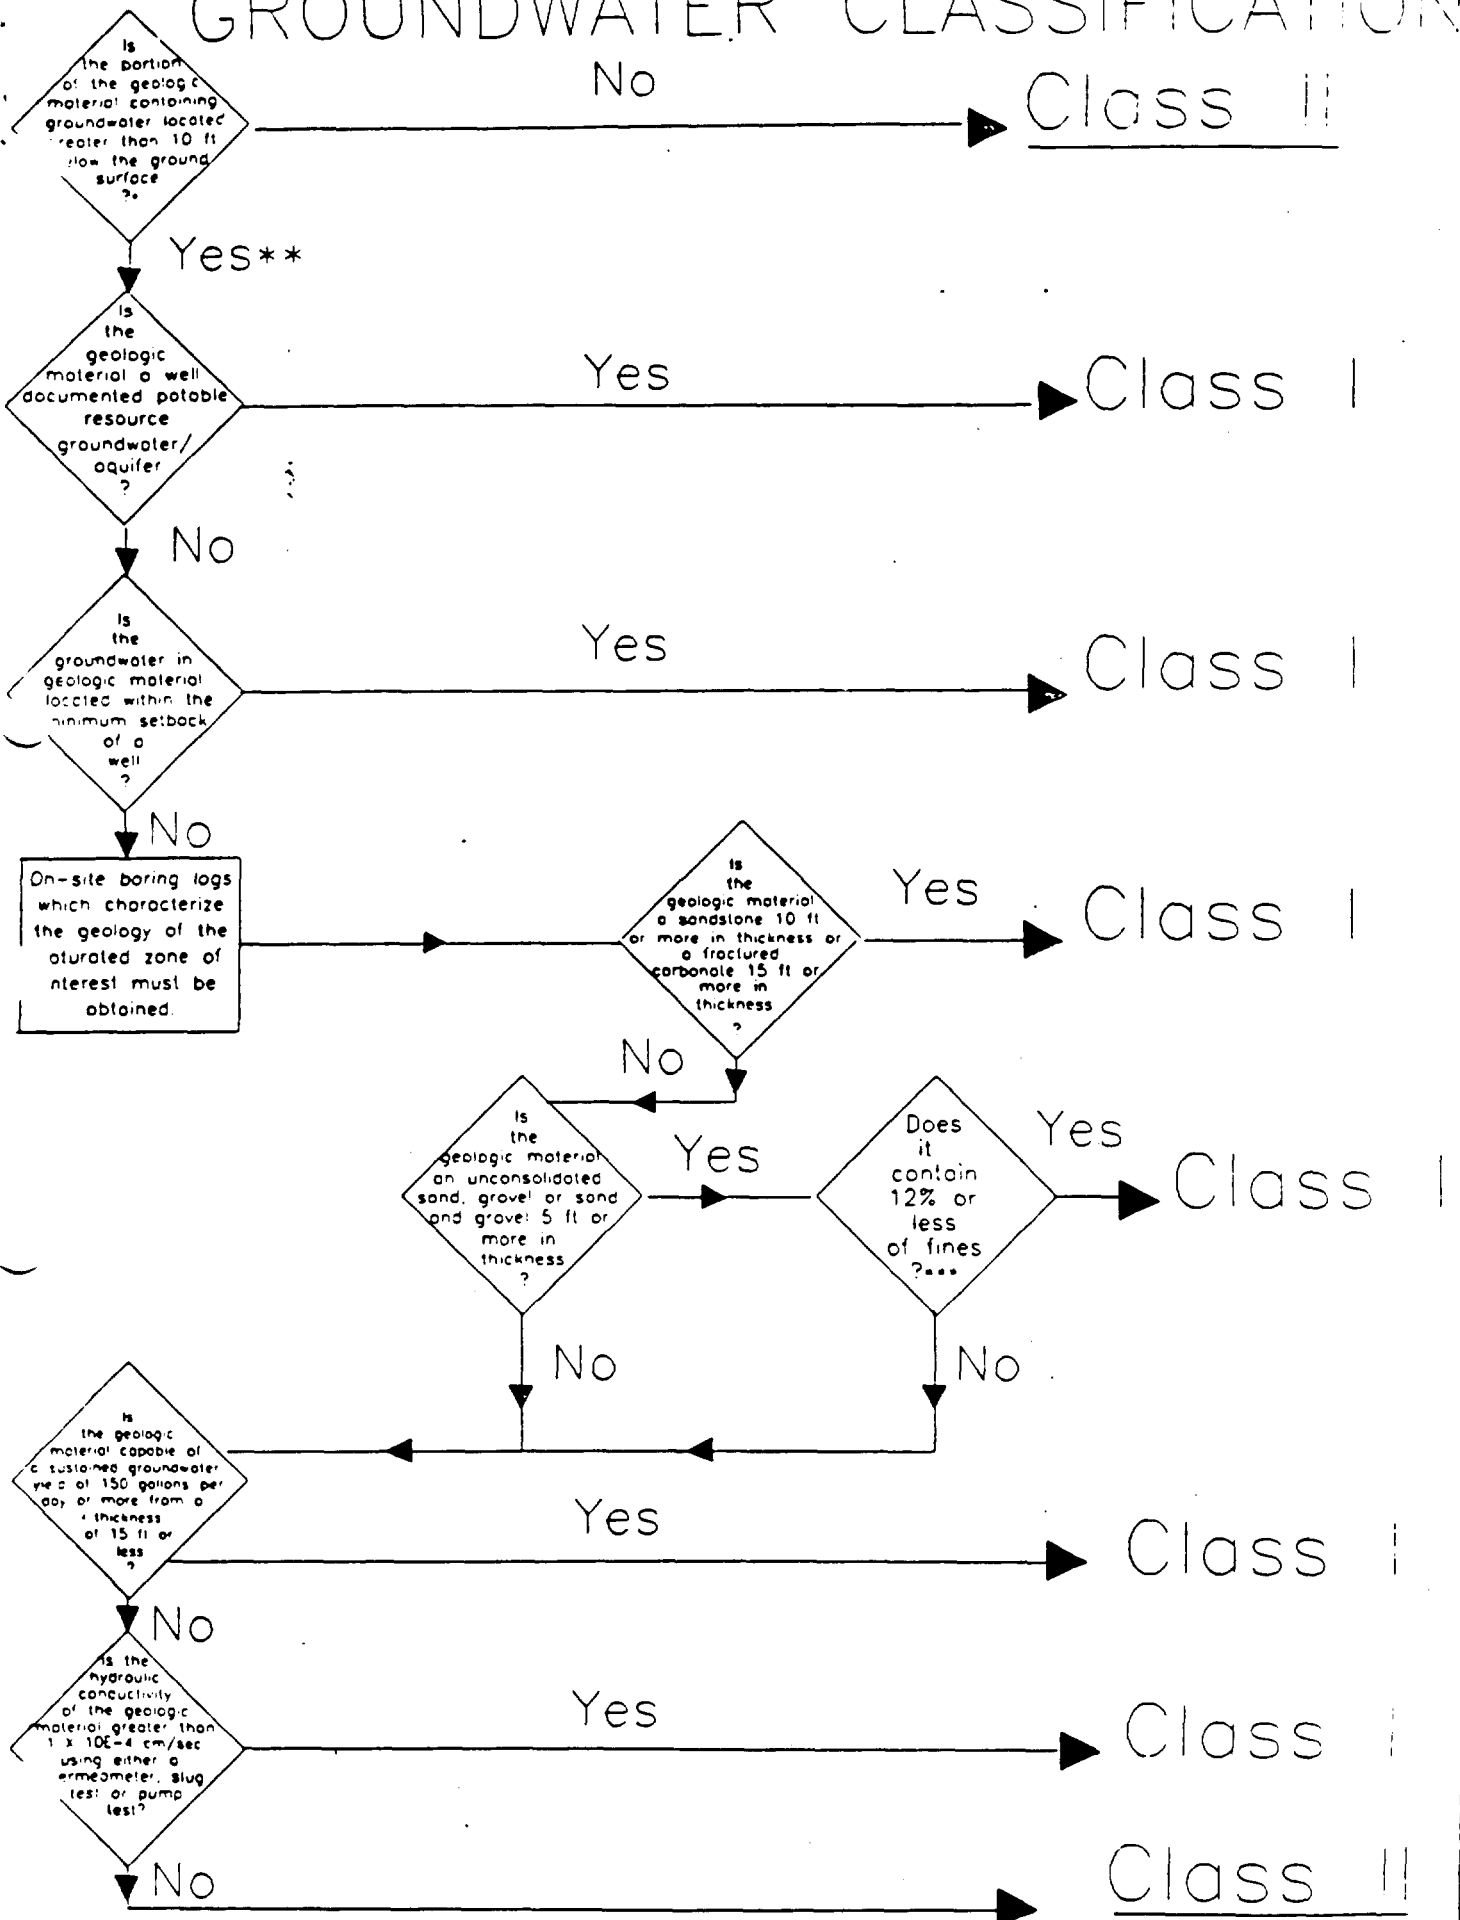 GROUNDWATER CLASSIFICATION
Is
the portion
of the geologic
material containing
groundwater located
reater than 10 ft
low the ground
surface
?*
No
Class II
Yes**
Is
the
geologic
material a well
documented potable
resource
groundwater/
aquifer
?
Yes
Class I
No
Is
the
groundwater in
geologic material
located within the
minimum setback
of a
well
?
Yes
Class I
No
On-site boring logs
which characterize
the geology of the
aturated zone of
nterest must be
obtained.
Is
the
geologic material
a sandstone 10 ft
or more in thickness or
a fractured
carbonate 15 ft or
more in
thickness
?
Yes
Class I
No
Is
the
geologic material
an unconsolidated
sand, gravel or sand
and gravel 5 ft or
more in
thickness
?
Yes
Does
it
contain
12% or
less
of fines
?***
Yes
Class I
No
No
Is
the geologic
material capable of
a sustained groundwater
yield of 150 gallons per
day or more from a
thickness
of 15 ft or
less
?
Yes
Class I
No
Is the
hydraulic
conductivity
of the geologic
material greater than
1 X 10E-4 cm/sec
using either a
ermeameter, slug
test or pump
test?
Yes
Class I
No
Class II